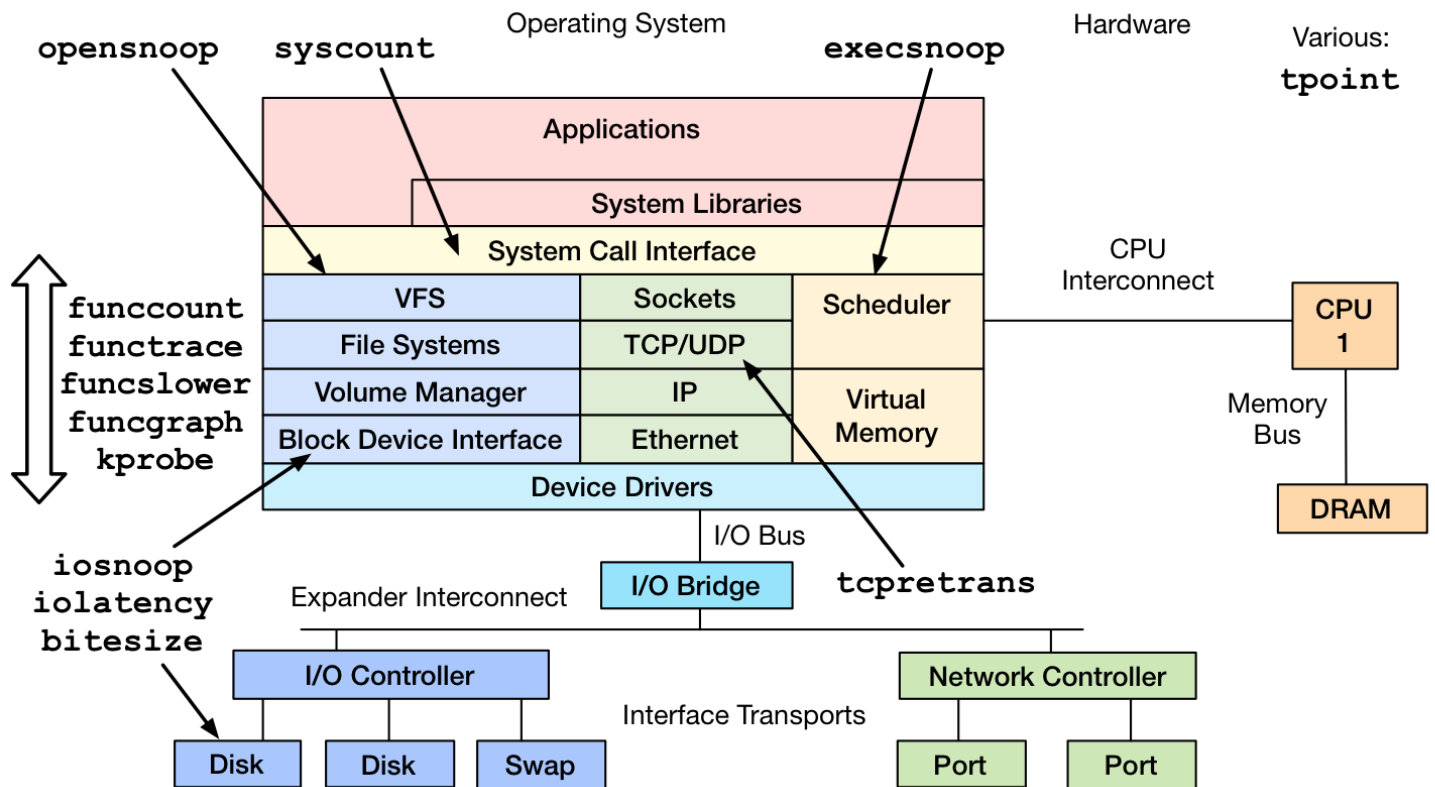 Operating System
Hardware
Various:
tpoint
opensnoop
syscount
execsnoop
Applications
System Libraries
System Call Interface
VFS
Sockets
Scheduler
File Systems
TCP/UDP
Volume Manager
IP
Virtual
Memory
Block Device Interface
Ethernet
Device Drivers
funccount
functrace
funcslower
funcgraph
kprobe
CPU
Interconnect
CPU
1
Memory
Bus
DRAM
I/O Bus
iosnoop
iolatency
bitesize
Expander Interconnect
I/O Bridge
tcpretrans
I/O Controller
Network Controller
Interface Transports
Disk
Disk
Swap
Port
Port